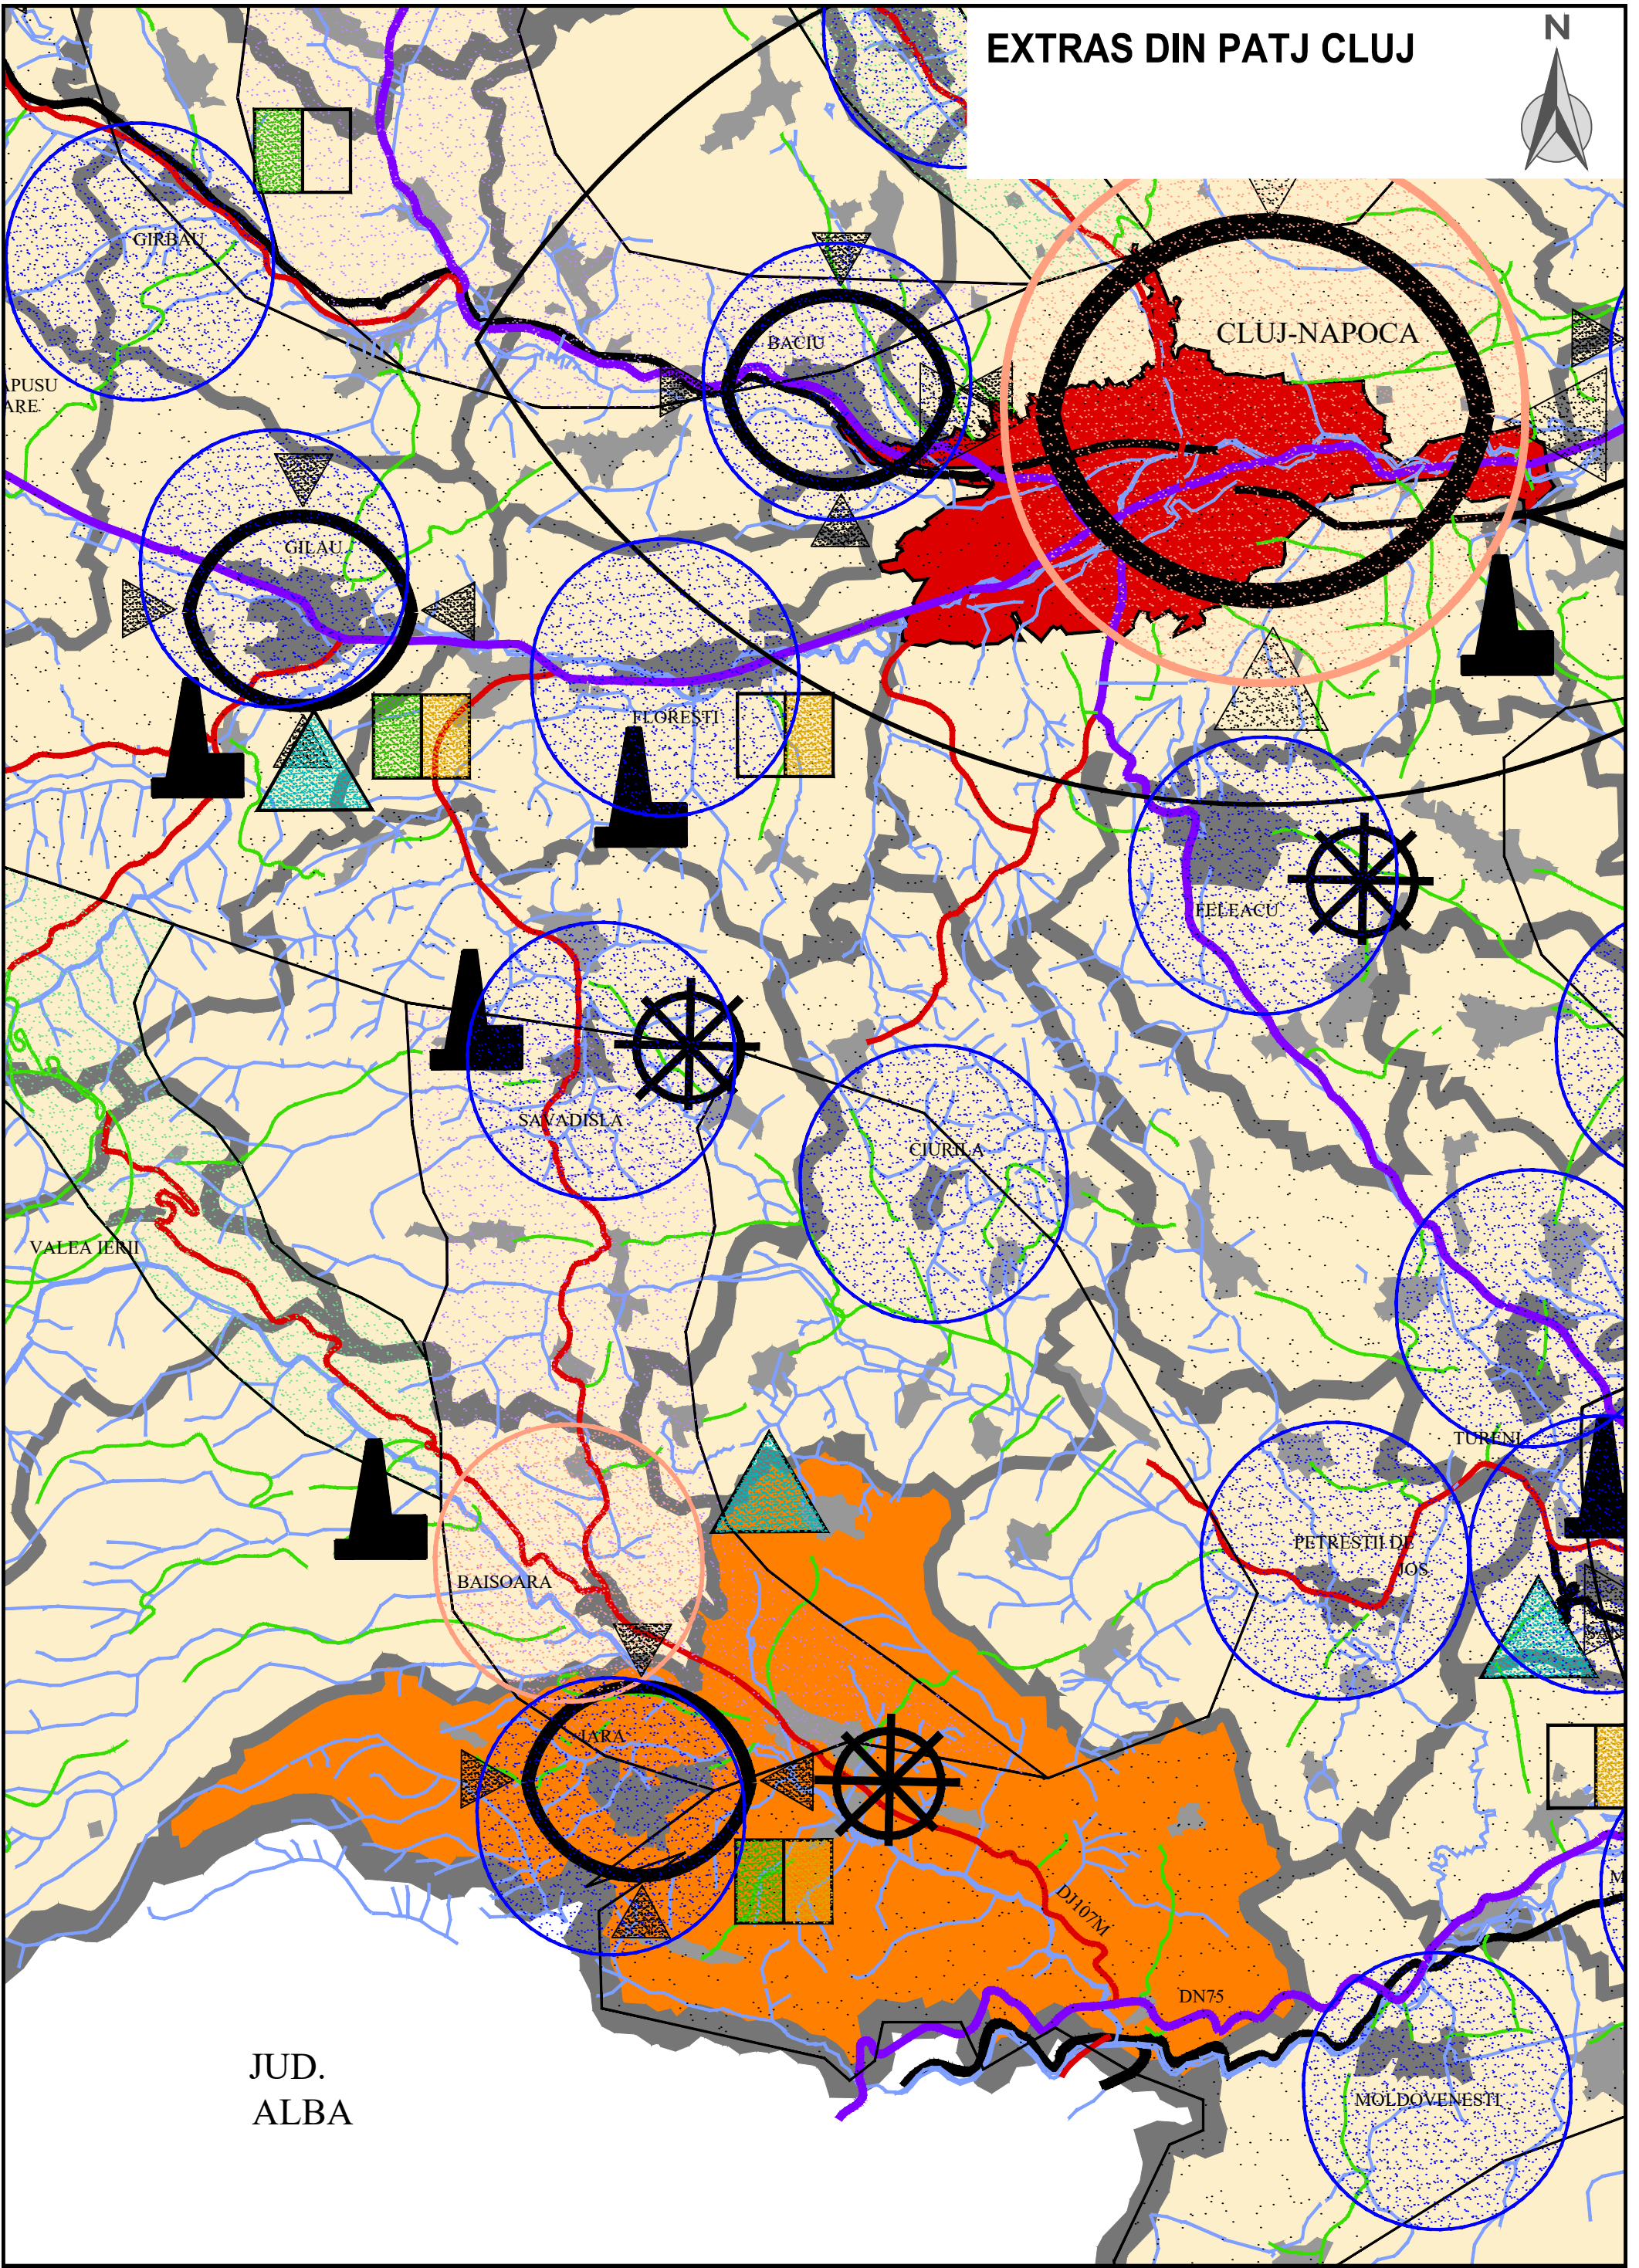 EXTRAS DIN PATJ CLUJ
N
GIRBAU
CLUJ-NAPOCA
BACIU
APUSU
ARE
GILAU
FLORESTI
FELEACU
SAVADISLA
CIURILA
VALEA IERII
TURENI
PETRESTII DE
JOS
BAISOARA
IARA
DJ107M
DN75
JUD.
ALBA
MOLDOVENESTI